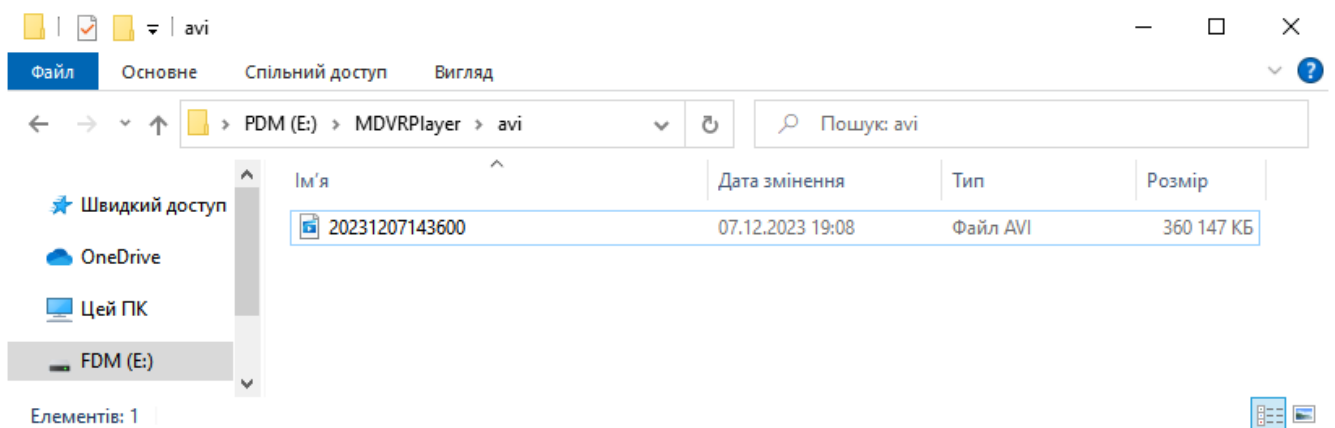 avi
Файл Основне Спільний доступ Вигляд
FDM (E:) MDVRPlayer avi Пошук: avi
Ім'я Дата змінення Тип Розмір
Швидкий доступ
20231207143600 07.12.2023 19:08 Файл AVI 360 147 КБ
OneDrive
Цей ПК
FDM (E:)
Елементів: 1